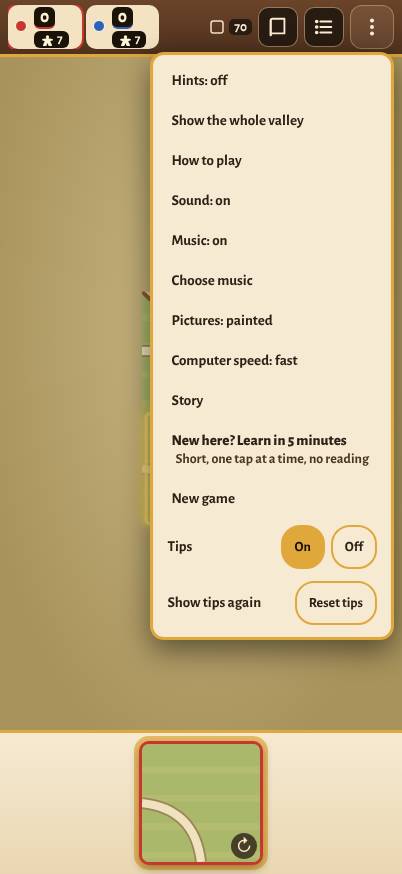 0
7
0
7
70
Hints: off
Show the whole valley
How to play
Sound: on
Music: on
Choose music
Pictures: painted
Computer speed: fast
Story
New here? Learn in 5 minutes
Short, one tap at a time, no reading
New game
Tips On Off
Show tips again Reset tips